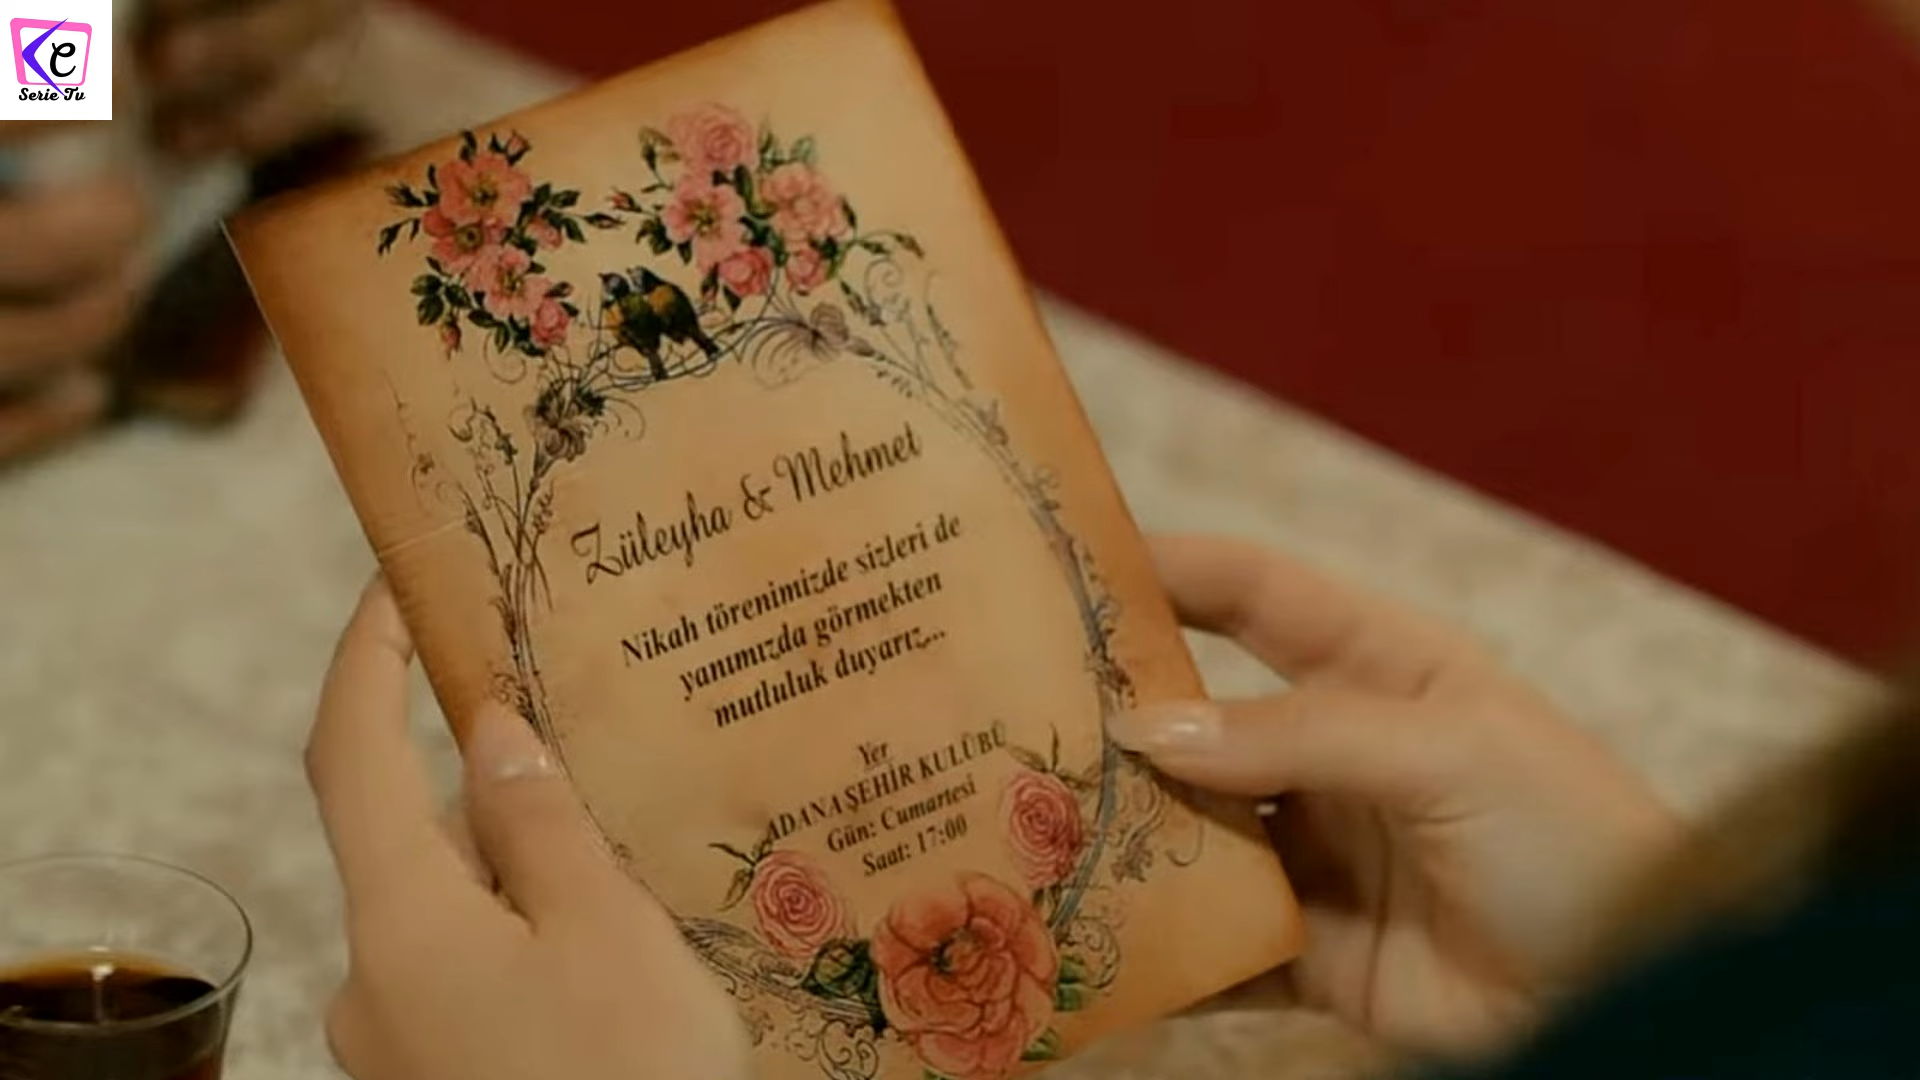 e
Serie Tv
Züleyha & Mehmet
Nikah törenimizde sizleri de
yanımızda görmekten
mutluluk duyarız...
Yer
ADANA ŞEHİR KULÜBÜ
Gün: Cumartesi
Saat: 17:00